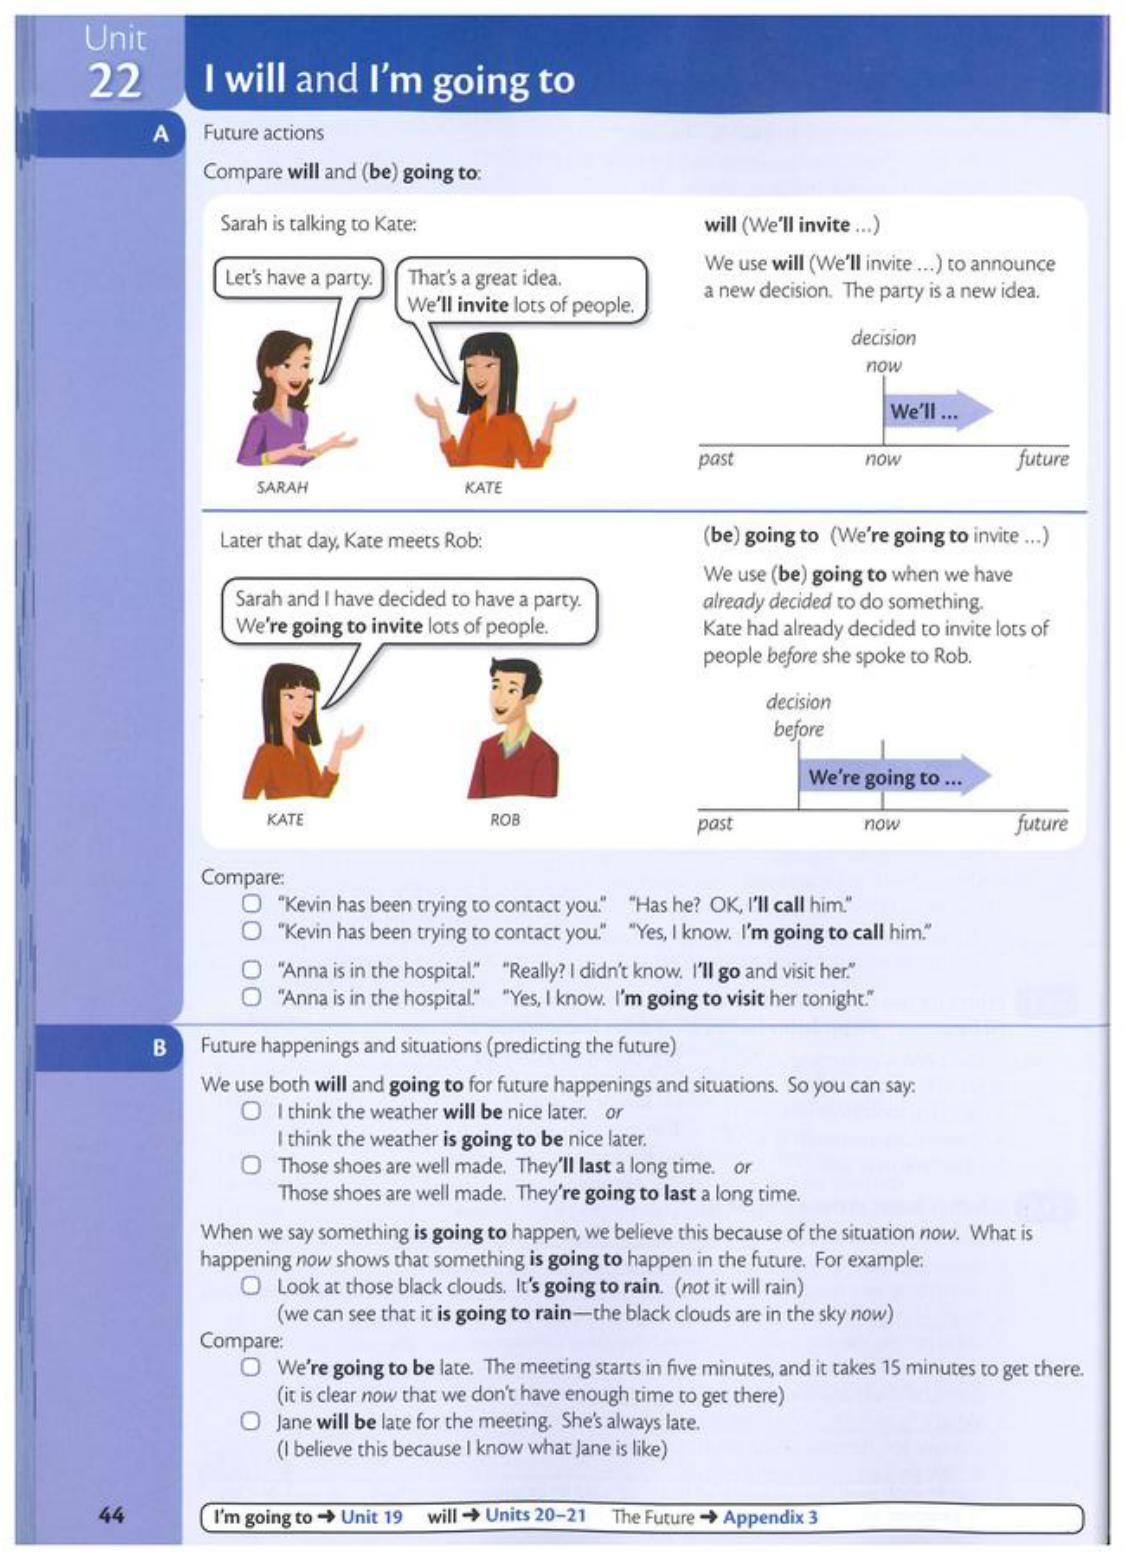 Unit
22
I will and I'm going to
A
Future actions
Compare will and (be) going to:
Sarah is talking to Kate:
Let's have a party.
That's a great idea.
We'll invite lots of people.
SARAH
KATE
will (We'll invite ...)
We use will (We'll invite ...) to announce
a new decision. The party is a new idea.
decision
now
We'll ...
past now future
Later that day, Kate meets Rob:
Sarah and I have decided to have a party.
We're going to invite lots of people.
KATE
ROB
(be) going to (We're going to invite ...)
We use (be) going to when we have
already decided to do something.
Kate had already decided to invite lots of
people before she spoke to Rob.
decision
before
We're going to ...
past now future
Compare:
"Kevin has been trying to contact you." "Has he? OK, I'll call him."
"Kevin has been trying to contact you." "Yes, I know. I'm going to call him."
"Anna is in the hospital." "Really? I didn't know. I'll go and visit her."
"Anna is in the hospital." "Yes, I know. I'm going to visit her tonight."
B
Future happenings and situations (predicting the future)
We use both will and going to for future happenings and situations. So you can say:
I think the weather will be nice later. or
I think the weather is going to be nice later.
Those shoes are well made. They'll last a long time. or
Those shoes are well made. They're going to last a long time.
When we say something is going to happen, we believe this because of the situation now. What is
happening now shows that something is going to happen in the future. For example:
Look at those black clouds. It's going to rain. (not it will rain)
(we can see that it is going to rain—the black clouds are in the sky now)
Compare:
We're going to be late. The meeting starts in five minutes, and it takes 15 minutes to get there.
(it is clear now that we don't have enough time to get there)
Jane will be late for the meeting. She's always late.
(I believe this because I know what Jane is like)
44
I'm going to → Unit 19 will → Units 20–21 The Future → Appendix 3